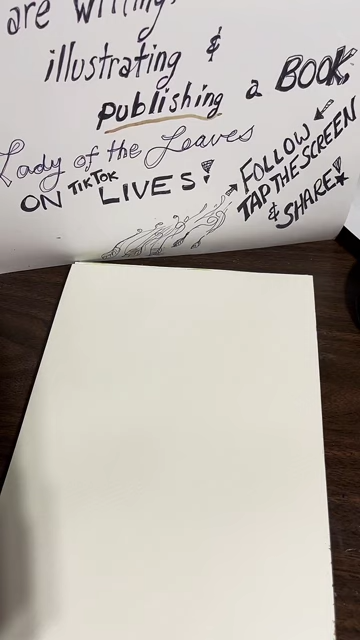 are writing,
illustrating &
publishing a BOOK
Lady of the Leaves
ON TIKTOK LIVES!
FOLLOW
TAP THE SCREEN
& SHARE!